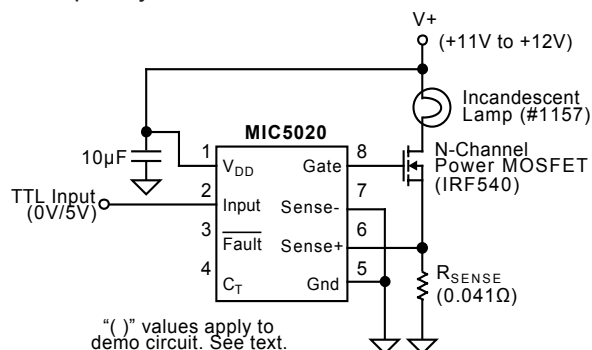 V+
(+11V to +12V)
Incandescent
Lamp (#1157)
MIC5020
10µF
1
V_DD
Gate
8
N-Channel
Power MOSFET
(IRF540)
TTL Input
(0V/5V)
2
Input
Sense-
7
3
Fault
Sense+
6
4
C_T
Gnd
5
R_SENSE
(0.041Ω)
“( )” values apply to
demo circuit. See text.